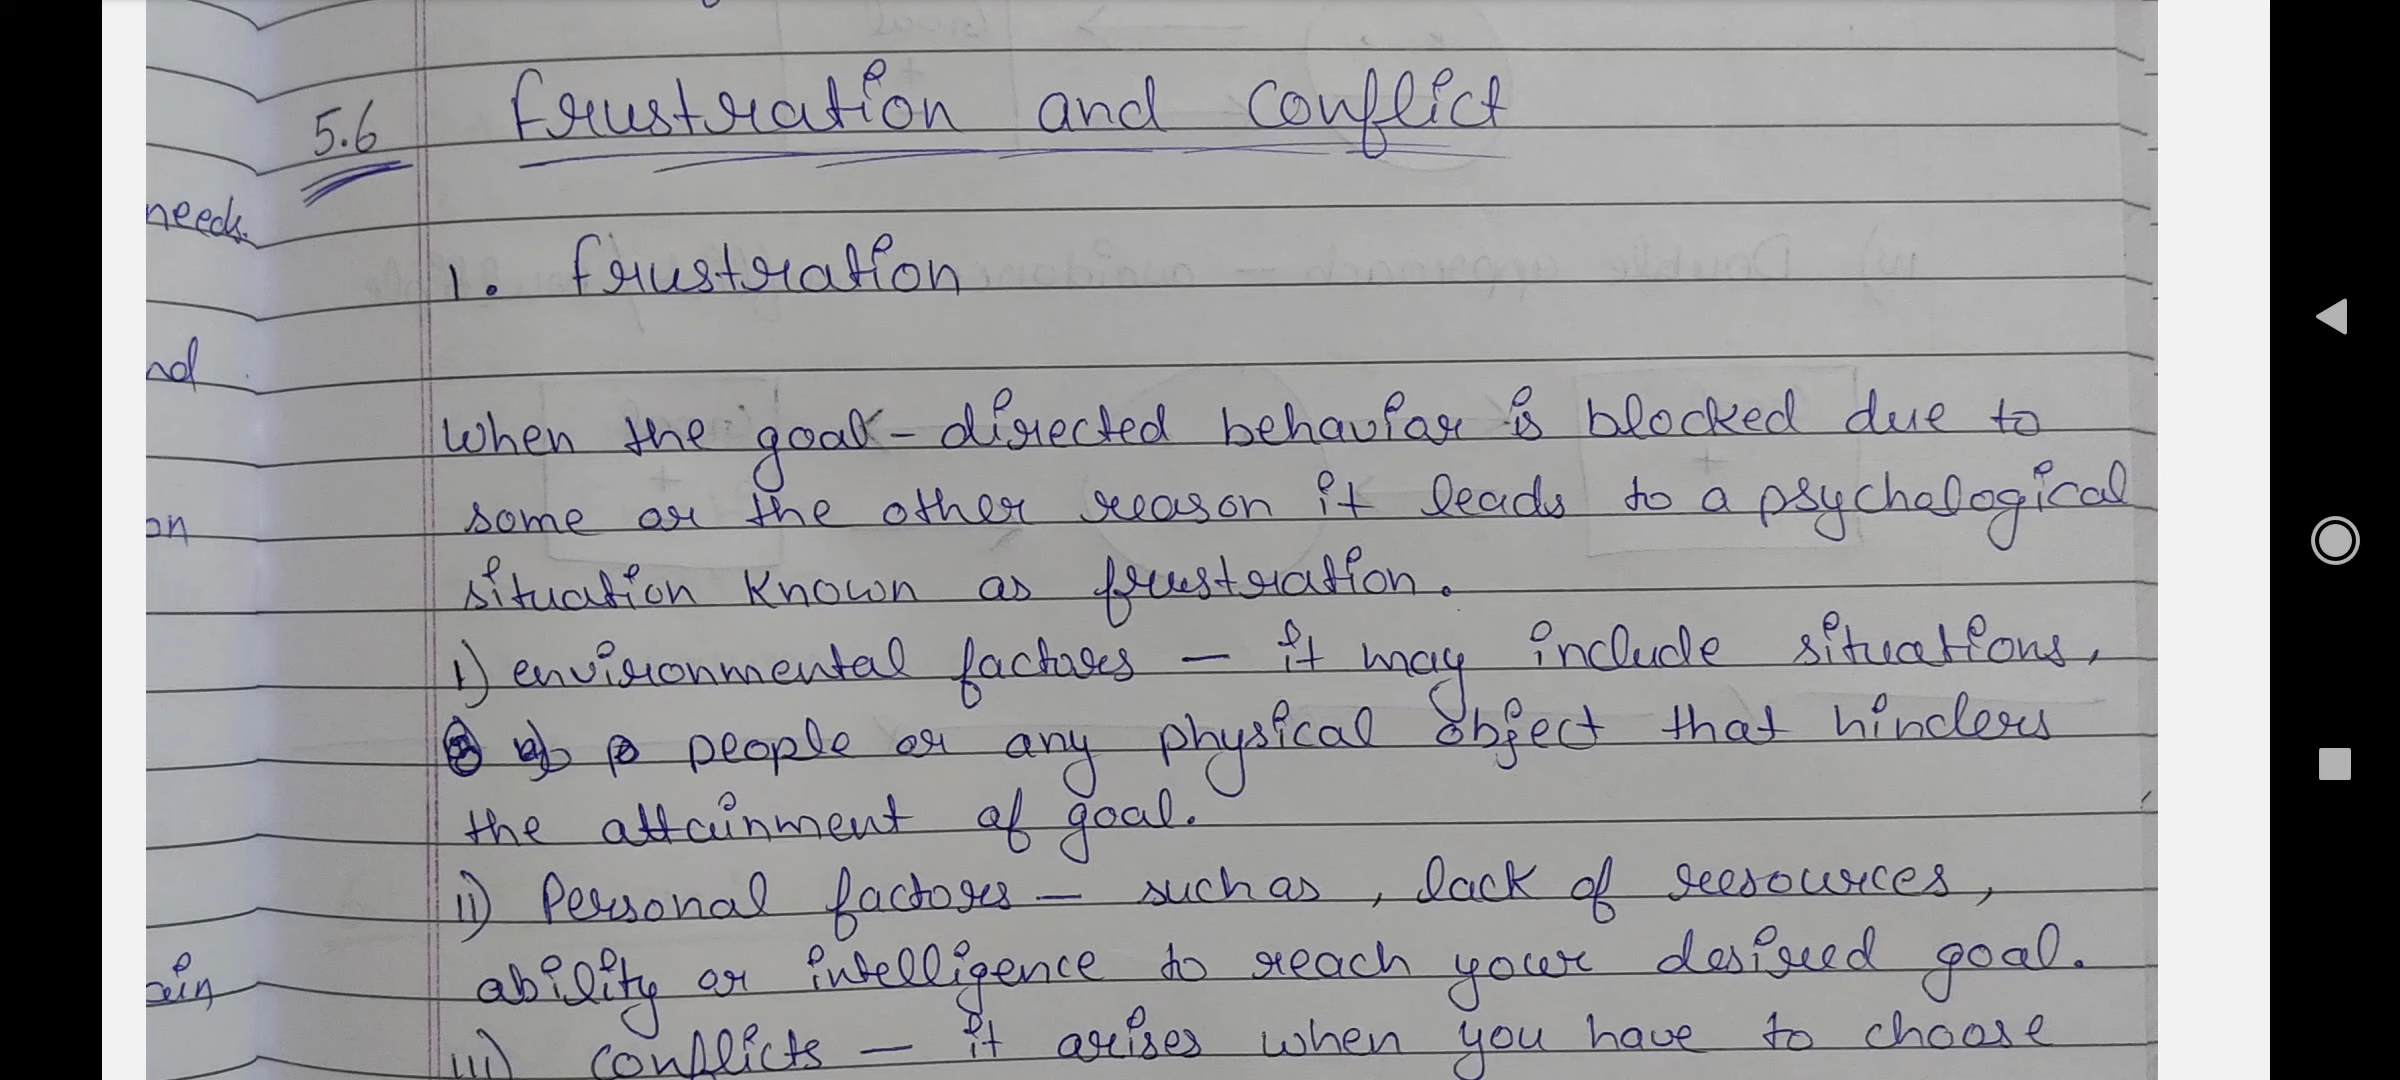 5.6 Frustration and Conflict
needs.
1. Frustration
nd
When the goal-directed behavior is blocked due to
some or the other reason it leads to a psychological
on
situation known as frustration.
i) environmental factores - it may include situations,
people or any physical object that hinders
the attainment of goal.
ii) Personal factores - such as, lack of resources,
ability or intelligence to reach your desired goal.
iii) Conflicts - it arises when you have to choose